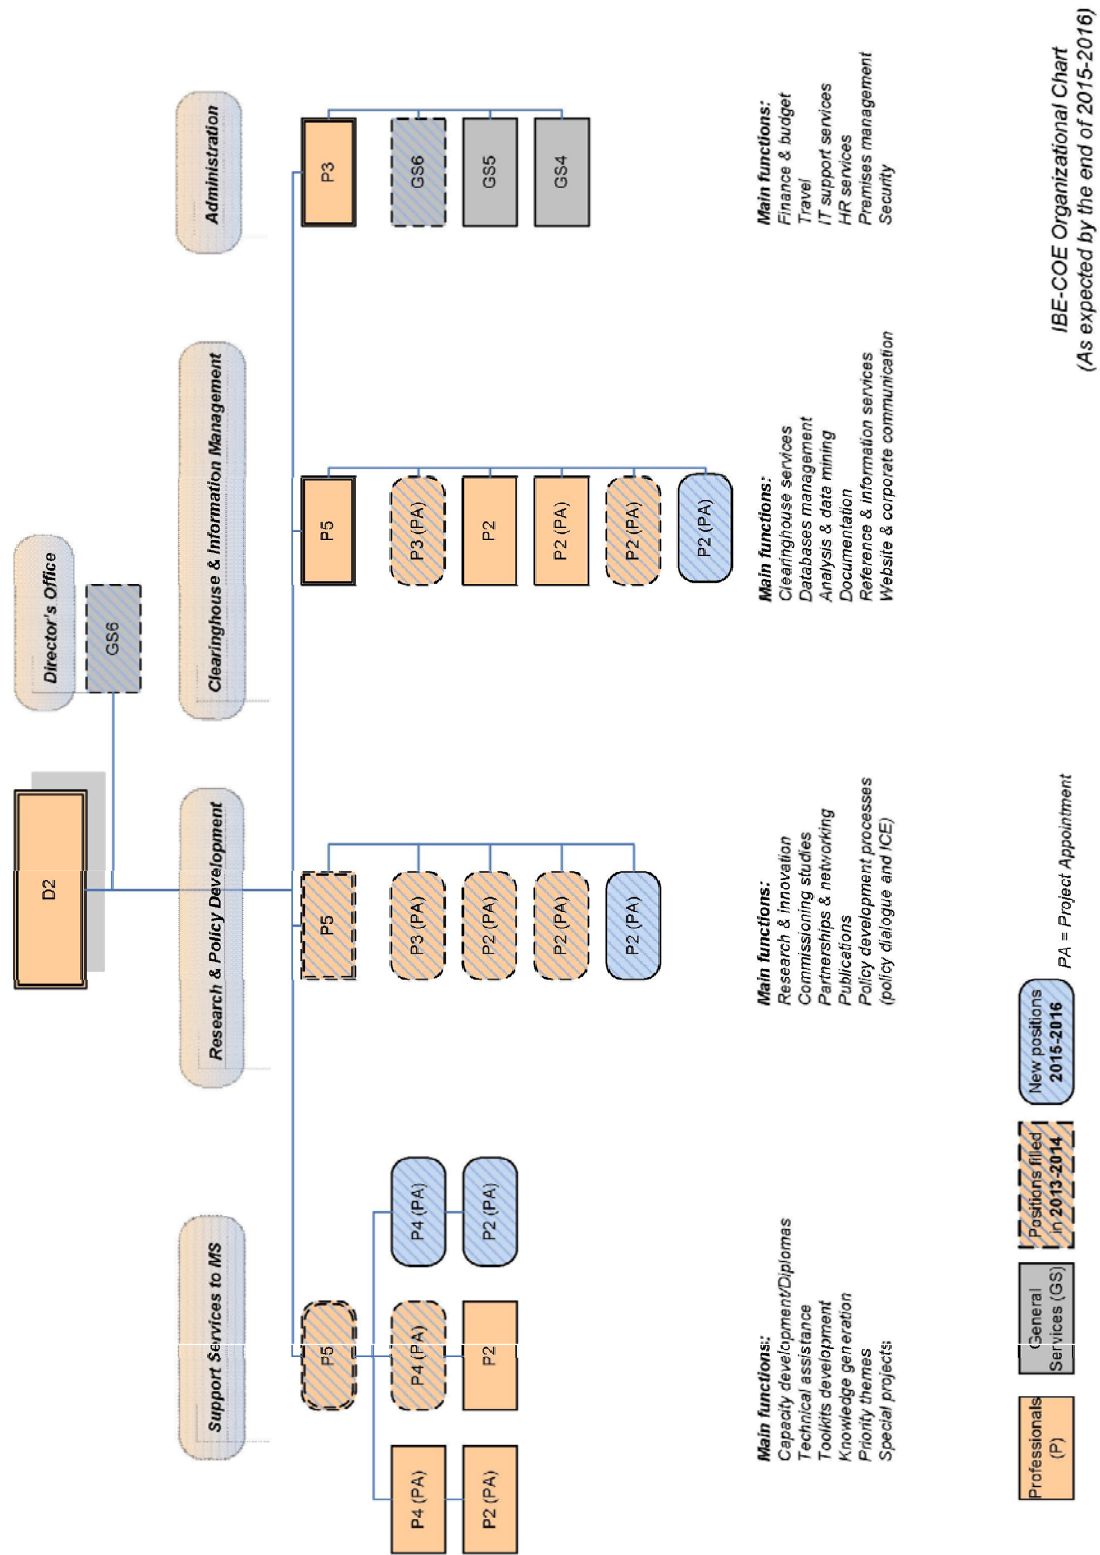 D2
Director's Office
GS6
Support Services to MS
Research & Policy Development
Clearinghouse & Information Management
Administration
P5
P4 (PA)
P4 (PA)
P4 (PA)
P2 (PA)
P2
P2 (PA)
P5
P3 (PA)
P2 (PA)
P2 (PA)
P2 (PA)
P5
P3 (PA)
P2
P2 (PA)
P2 (PA)
P2 (PA)
P3
GS6
GS5
GS4
Main functions:
Capacity development/Diplomas
Technical assistance
Toolkits development
Knowledge generation
Priority themes
Special projects
Main functions:
Research & innovation
Commissioning studies
Partnerships & networking
Publications
Policy development processes
(policy dialogue and ICE)
Main functions:
Clearinghouse services
Databases management
Analysis & data mining
Documentation
Reference & information services
Website & corporate communication
Main functions:
Finance & budget
Travel
IT support services
HR services
Premises management
Security
Professionals
(P)
General
Services (GS)
Positions filled
in 2013-2014
New positions
2015-2016
PA = Project Appointment
IBE-COE Organizational Chart
(As expected by the end of 2015-2016)